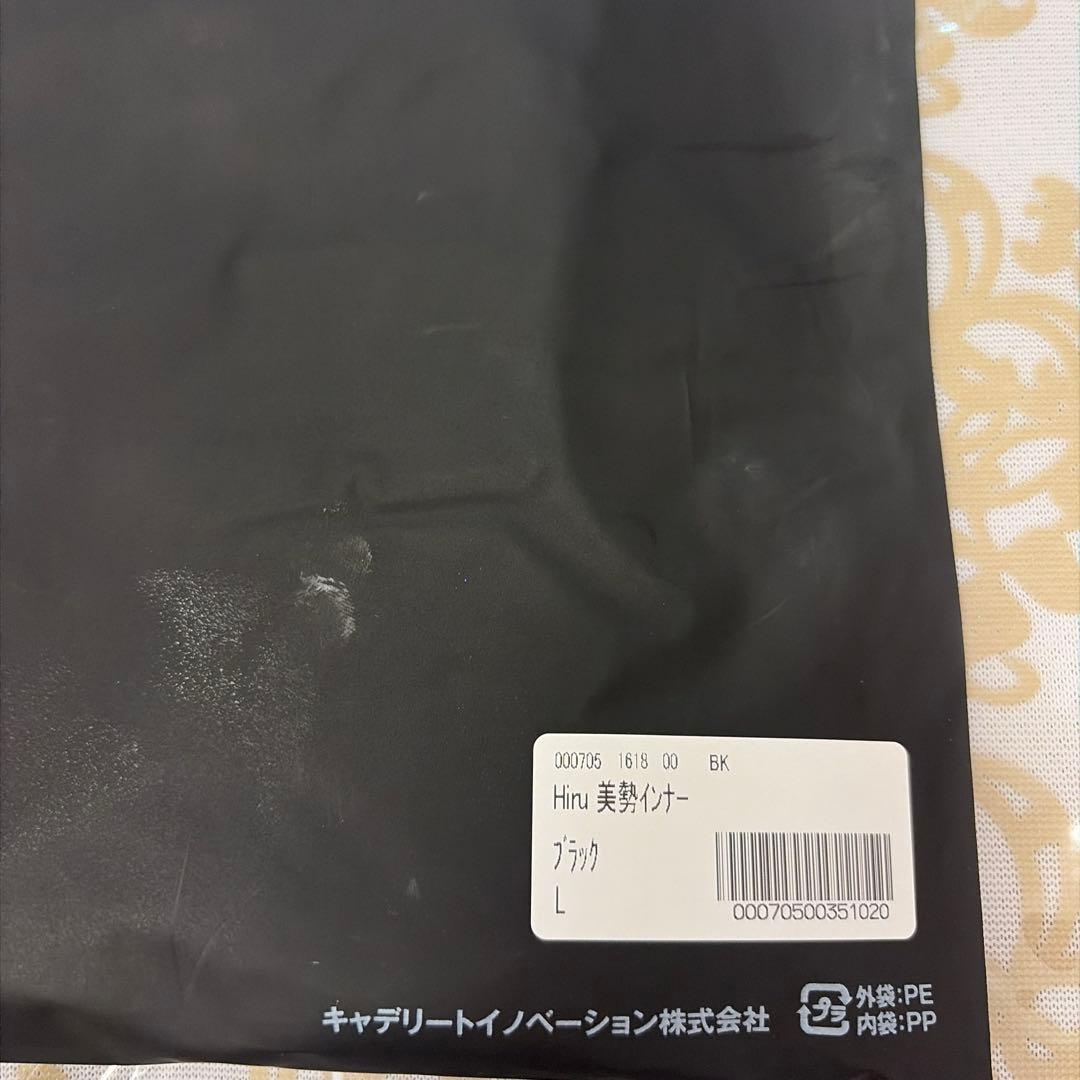 000705 1618 00 BK
Hiru 美勢インナー
ブラック
L
00070500351020
キャデリートイノベーション株式会社
プラ
外袋:PE
内袋:PP